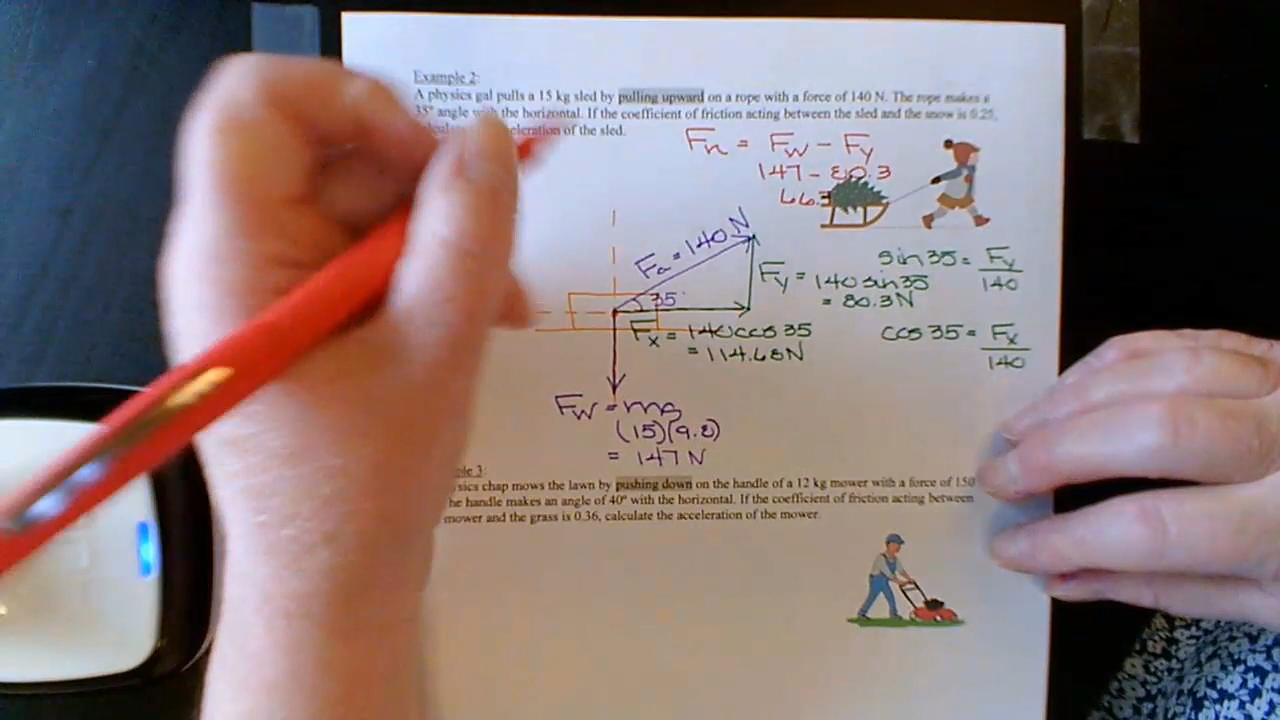 Example 2:
A physics gal pulls a 15 kg sled by pulling upward on a rope with a force of 140 N. The rope makes a
35° angle with the horizontal. If the coefficient of friction acting between the sled and the snow is 0.25,
of the sled.
Fn = Fw - Fy
147 - 80.3
66.
Fa = 140 N
35°
Fy = 140 sin 35
= 80.3 N
sin 35 = Fy / 140
Fx = 140 cos 35
= 114.68 N
cos 35 = Fx / 140
Fw = mg
(15)(9.8)
= 147 N
3:
chap mows the lawn by pushing down on the handle of a 12 kg mower with a force of 150
handle makes an angle of 40° with the horizontal. If the coefficient of friction acting between
mower and the grass is 0.36, calculate the acceleration of the mower.